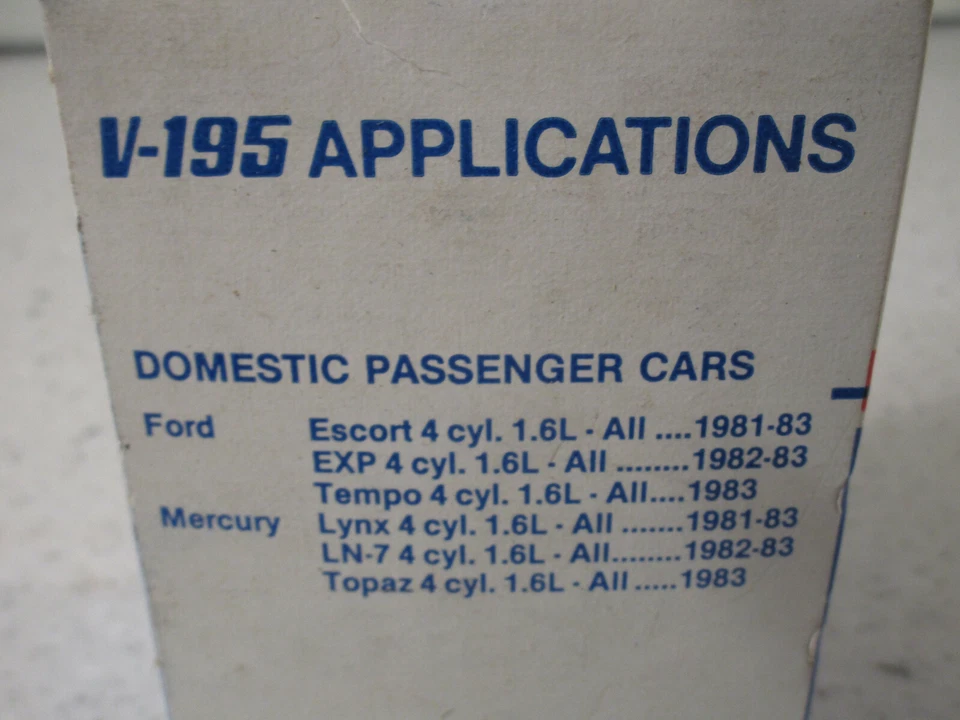 V-195 APPLICATIONS
DOMESTIC PASSENGER CARS
Ford Escort 4 cyl. 1.6L - All ....1981-83
EXP 4 cyl. 1.6L - All ........1982-83
Tempo 4 cyl. 1.6L - All....1983
Mercury Lynx 4 cyl. 1.6L - All .......1981-83
LN-7 4 cyl. 1.6L - All........1982-83
Topaz 4 cyl. 1.6L - All .....1983